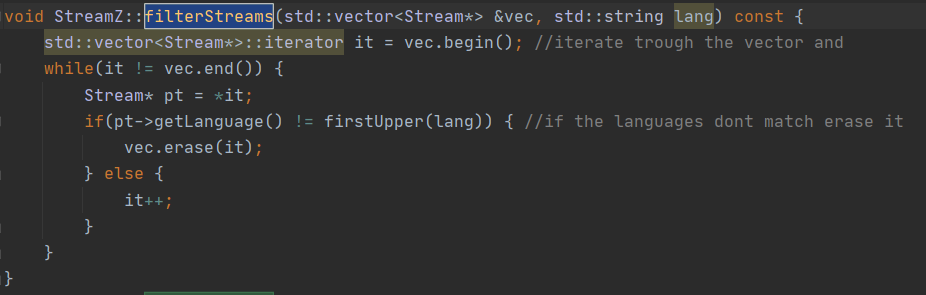 void StreamZ::filterStreams(std::vector<Stream*> &vec, std::string lang) const {
    std::vector<Stream*>::iterator it = vec.begin(); //iterate trough the vector and
    while(it != vec.end()) {
        Stream* pt = *it;
        if(pt->getLanguage() != firstUpper(lang)) { //if the languages dont match erase it
            vec.erase(it);
        } else {
            it++;
        }
    }
}